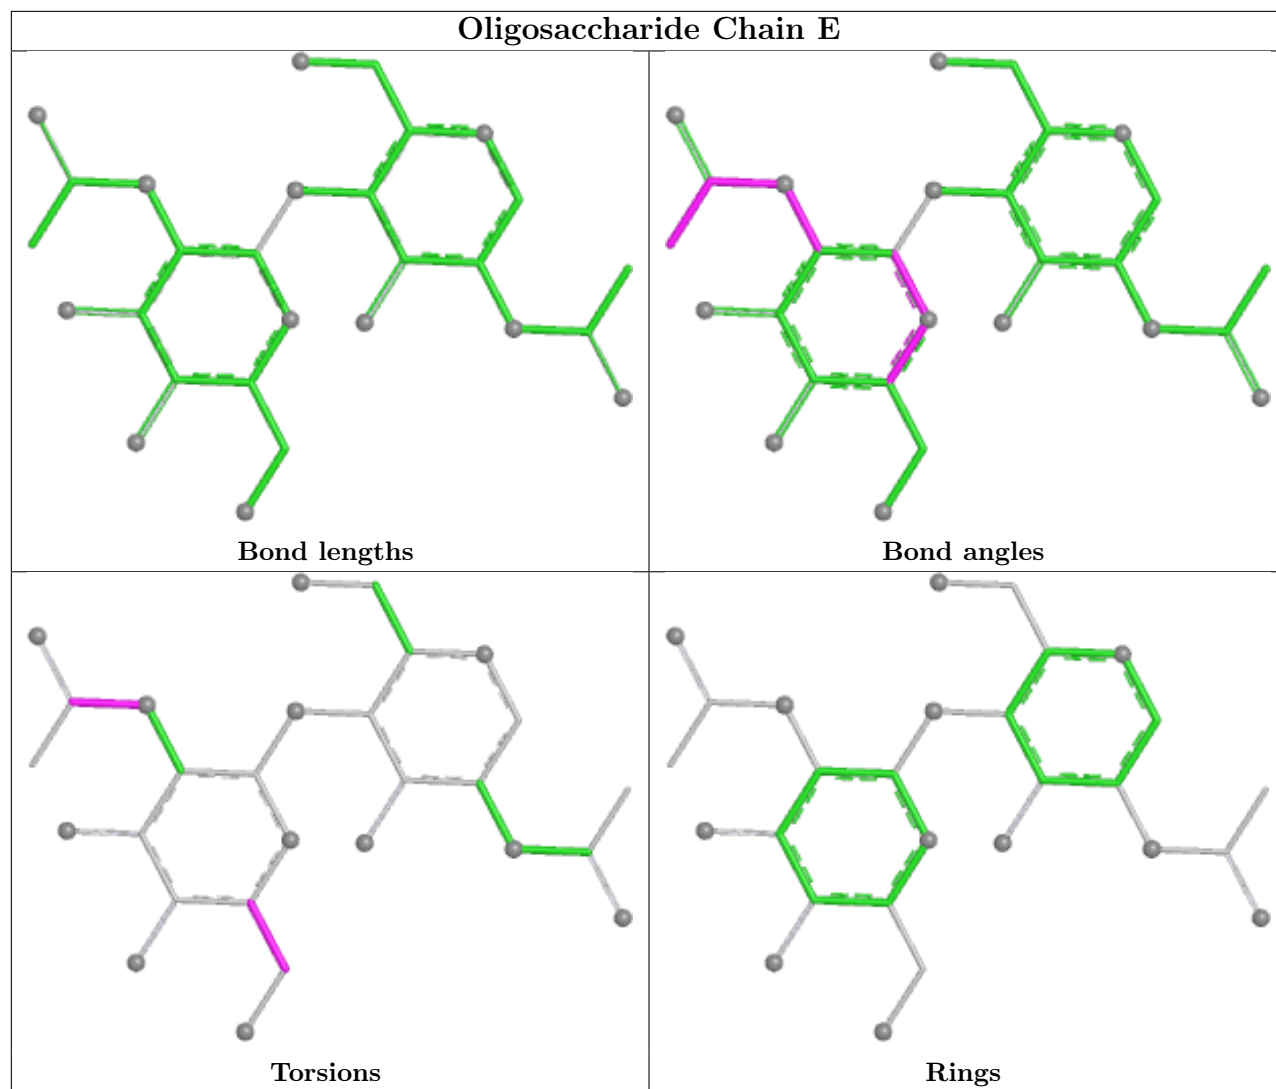 Oligosaccharide Chain E
Bond lengths
Bond angles
Torsions
Rings